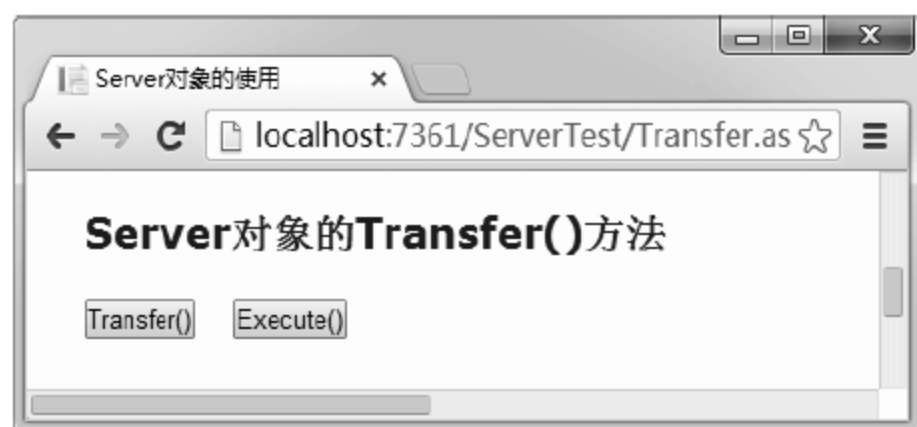 Server对象的使用
localhost:7361/ServerTest/Transfer.as
Server对象的Transfer()方法
Transfer() Execute()